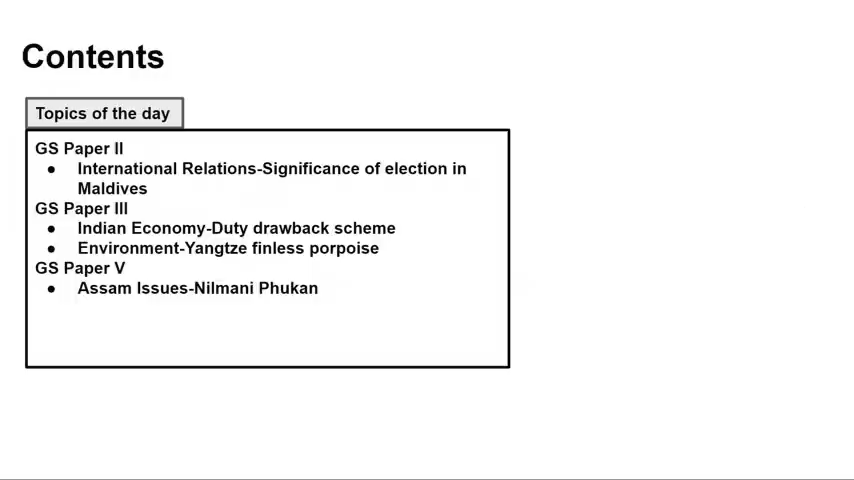 Contents
Topics of the day
GS Paper II
● International Relations-Significance of election in
Maldives
GS Paper III
● Indian Economy-Duty drawback scheme
● Environment-Yangtze finless porpoise
GS Paper V
● Assam Issues-Nilmani Phukan